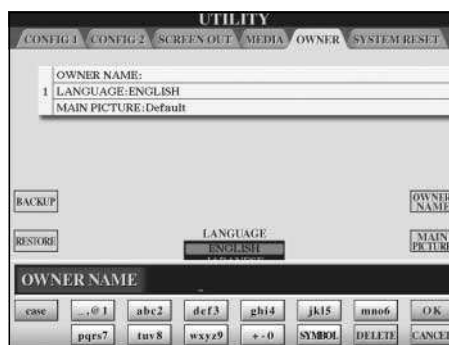 UTILITY
CONFIG 1 CONFIG 2 SCREEN OUT MEDIA OWNER SYSTEM RESET
OWNER NAME:
1 LANGUAGE:ENGLISH
MAIN PICTURE:Default
BACKUP
OWNER NAME
LANGUAGE
RESTORE
ENGLISH
MAIN PICTURE
JAPANESE
OWNER NAME
case .,@1 abc2 def3 ghi4 jkl5 mno6 OK
pqrs7 tuv8 wxyz9 +-0 SYMBOL DELETE CANCEL